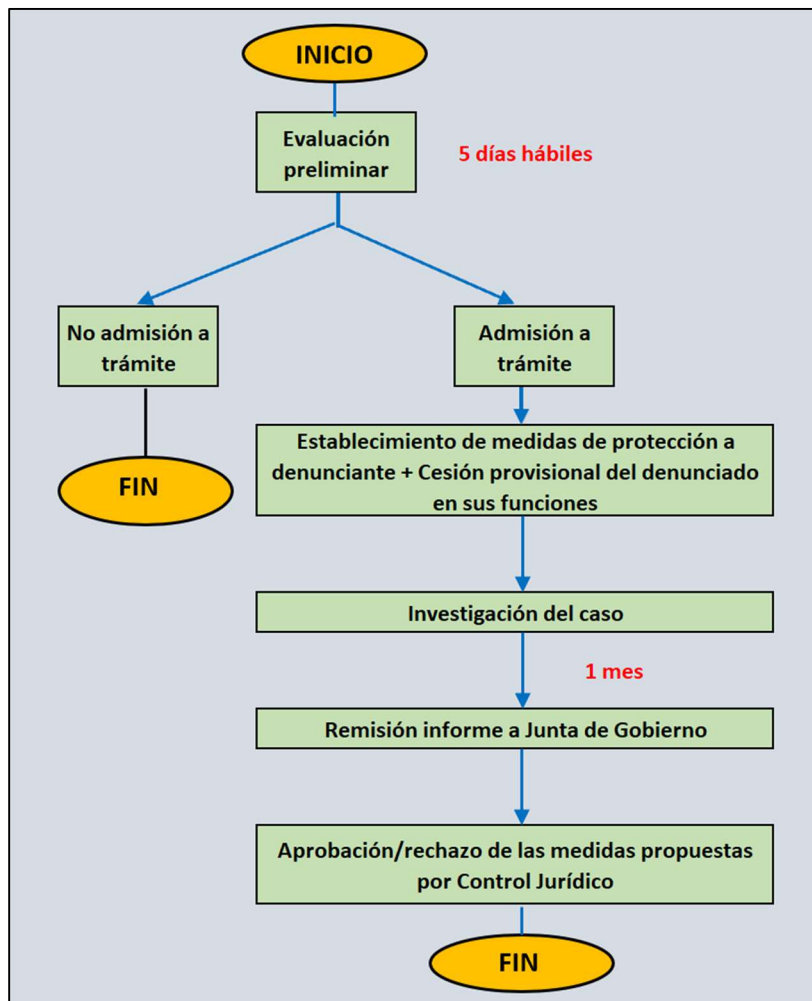 INICIO
Evaluación
preliminar
5 días hábiles
No admisión a
trámite
Admisión a
trámite
FIN
Establecimiento de medidas de protección a
denunciante + Cesión provisional del denunciado
en sus funciones
Investigación del caso
1 mes
Remisión informe a Junta de Gobierno
Aprobación/rechazo de las medidas propuestas
por Control Jurídico
FIN